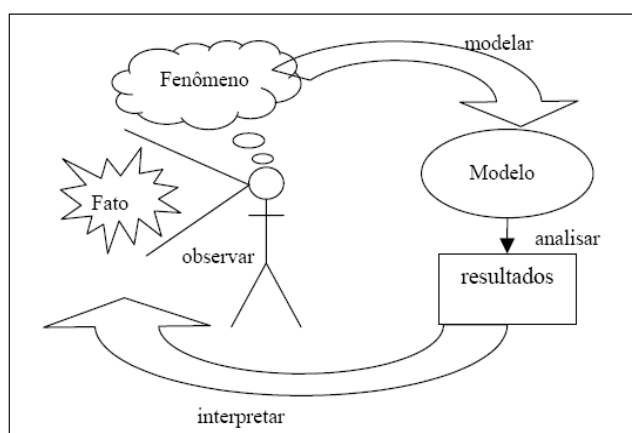 modelar
Fenômeno
Modelo
Fato
observar
analisar
resultados
interpretar